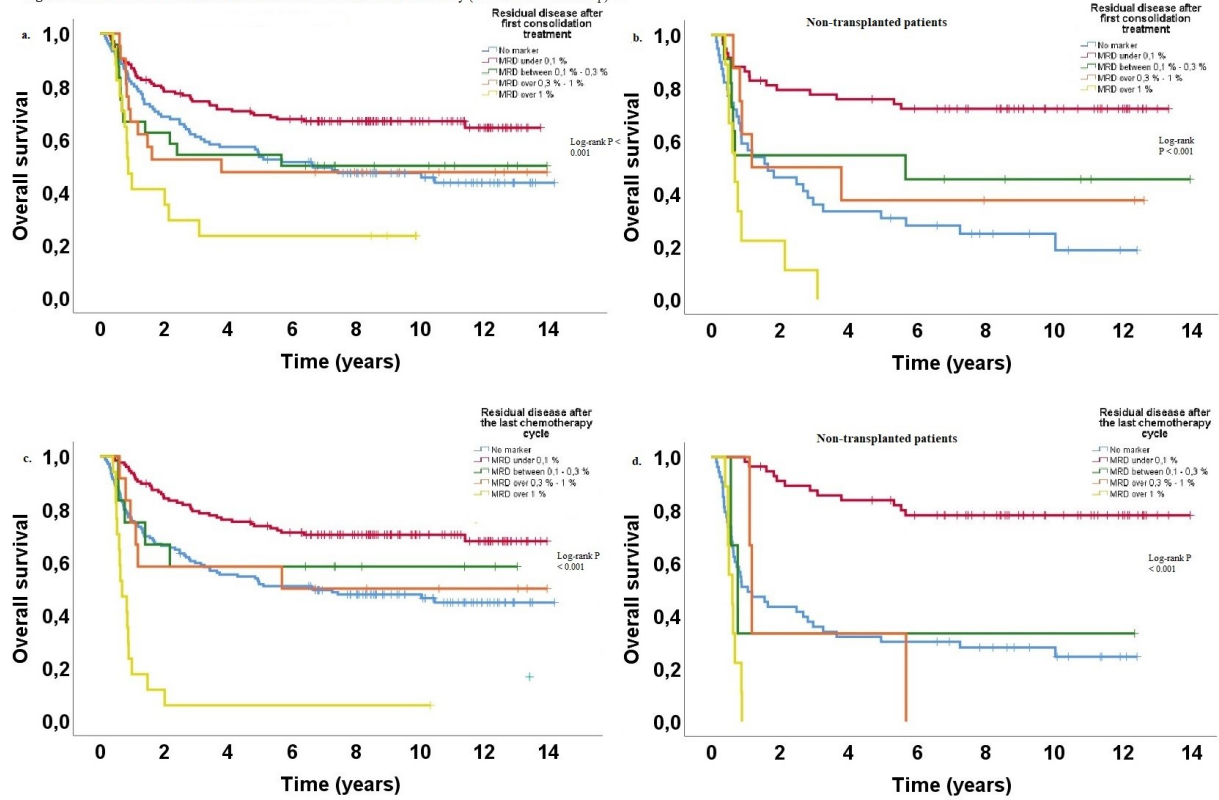 a.
Residual disease after
first consolidation
treatment
No marker
MRD under 0,1 %
MRD between 0,1 % - 0,3 %
MRD over 0,3 % - 1 %
MRD over 1 %
Log-rank P <
0.001
Overall survival
1,0
0,8
0,6
0,4
0,2
0,0
0 2 4 6 8 10 12 14
Time (years)
b.
Non-transplanted patients
Residual disease after
first consolidation
treatment
No marker
MRD under 0,1 %
MRD between 0,1 % - 0,3 %
MRD over 0,3 % - 1 %
MRD over 1 %
Log-rank
P < 0.001
Overall survival
1,0
0,8
0,6
0,4
0,2
0,0
0 2 4 6 8 10 12 14
Time (years)
c.
Residual disease after
the last chemotherapy
cycle
No marker
MRD under 0,1 %
MRD between 0,1 - 0,3 %
MRD over 0,3 % - 1 %
MRD over 1 %
Log-rank P
< 0.001
Overall survival
1,0
0,8
0,6
0,4
0,2
0,0
0 2 4 6 8 10 12 14
Time (years)
d.
Non-transplanted patients
Residual disease after
the last chemotherapy
cycle
No marker
MRD under 0,1 %
MRD between 0,1 - 0,3 %
MRD over 0,3 % - 1 %
MRD over 1 %
Log-rank P
< 0.001
Overall survival
1,0
0,8
0,6
0,4
0,2
0,0
0 2 4 6 8 10 12 14
Time (years)